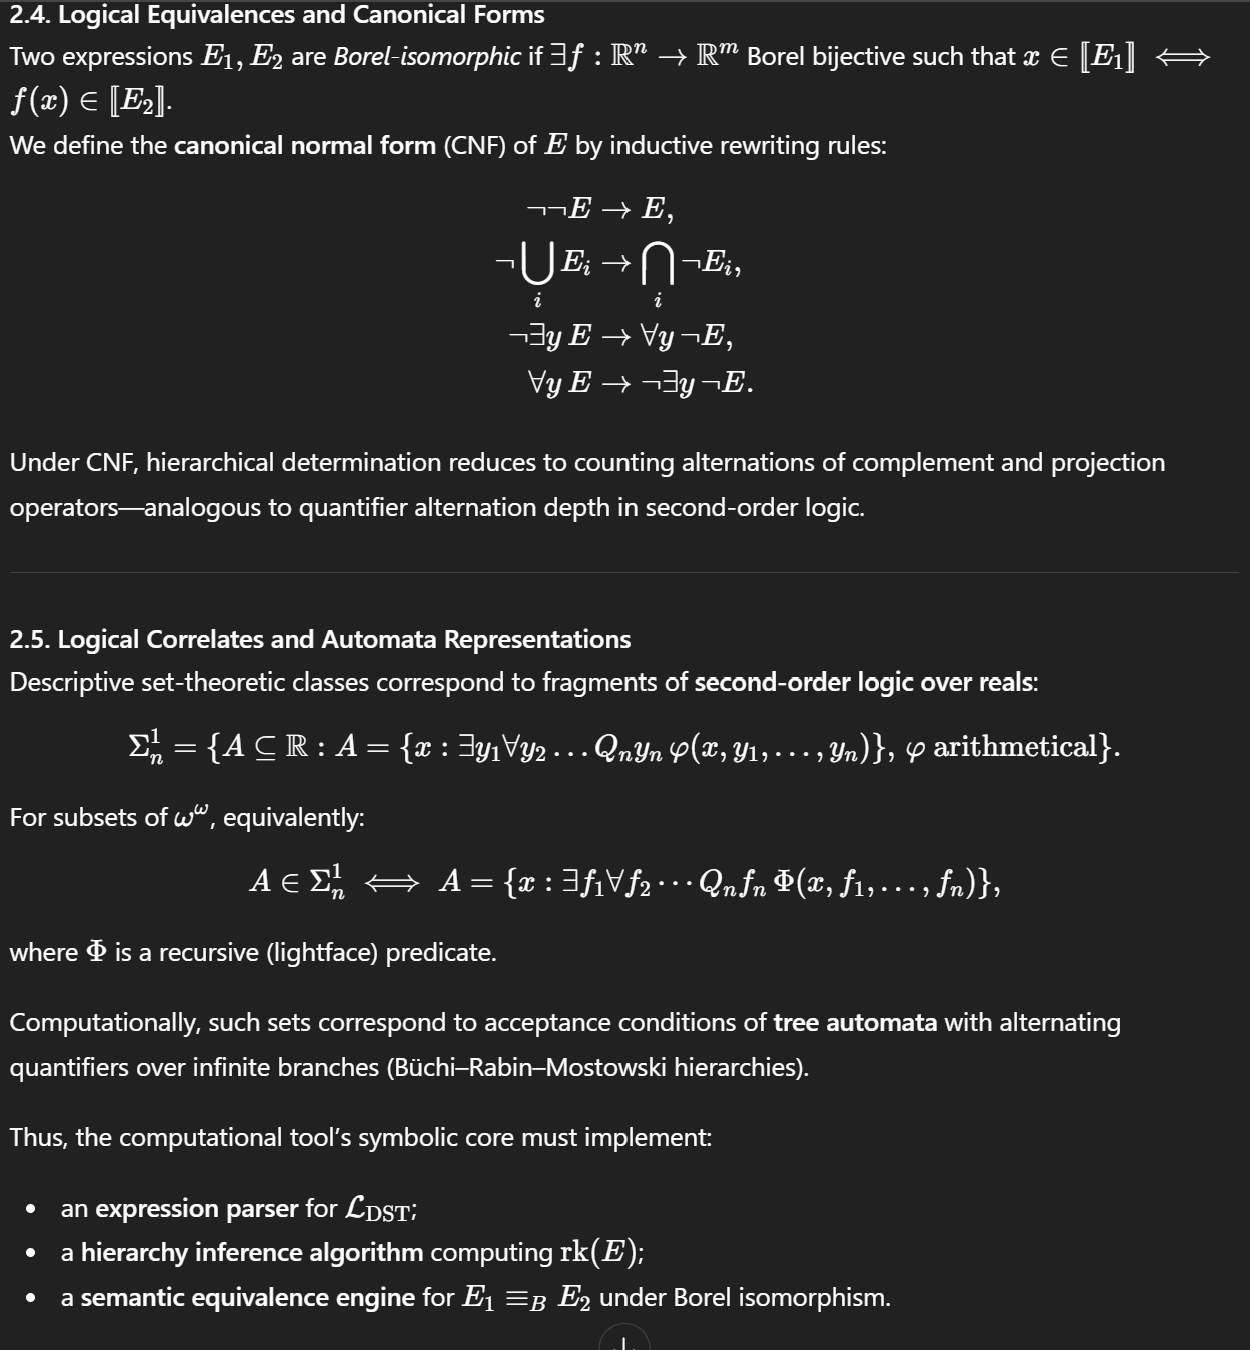 2.4. Logical Equivalences and Canonical Forms
Two expressions E₁, E₂ are Borel-isomorphic if ∃f : ℝⁿ → ℝᵐ Borel bijective such that x ∈ ⟦E₁⟧ ⟺
f(x) ∈ ⟦E₂⟧.
We define the canonical normal form (CNF) of E by inductive rewriting rules:
¬¬E → E,
¬⋃ᵢ Eᵢ → ⋂ᵢ ¬Eᵢ,
¬∃y E → ∀y ¬E,
∀y E → ¬∃y ¬E.
Under CNF, hierarchical determination reduces to counting alternations of complement and projection
operators—analogous to quantifier alternation depth in second-order logic.
2.5. Logical Correlates and Automata Representations
Descriptive set-theoretic classes correspond to fragments of second-order logic over reals:
Σ¹ₙ = {A ⊆ ℝ : A = {x : ∃y₁∀y₂ … Qₙyₙ φ(x, y₁, …, yₙ)}, φ arithmetical}.
For subsets of ω^ω, equivalently:
A ∈ Σ¹ₙ ⟺ A = {x : ∃f₁∀f₂ ⋯ Qₙfₙ Φ(x, f₁, …, fₙ)},
where Φ is a recursive (lightface) predicate.
Computationally, such sets correspond to acceptance conditions of tree automata with alternating
quantifiers over infinite branches (Büchi–Rabin–Mostowski hierarchies).
Thus, the computational tool’s symbolic core must implement:
• an expression parser for ℒ_DST;
• a hierarchy inference algorithm computing rk(E);
• a semantic equivalence engine for E₁ ≡_B E₂ under Borel isomorphism.